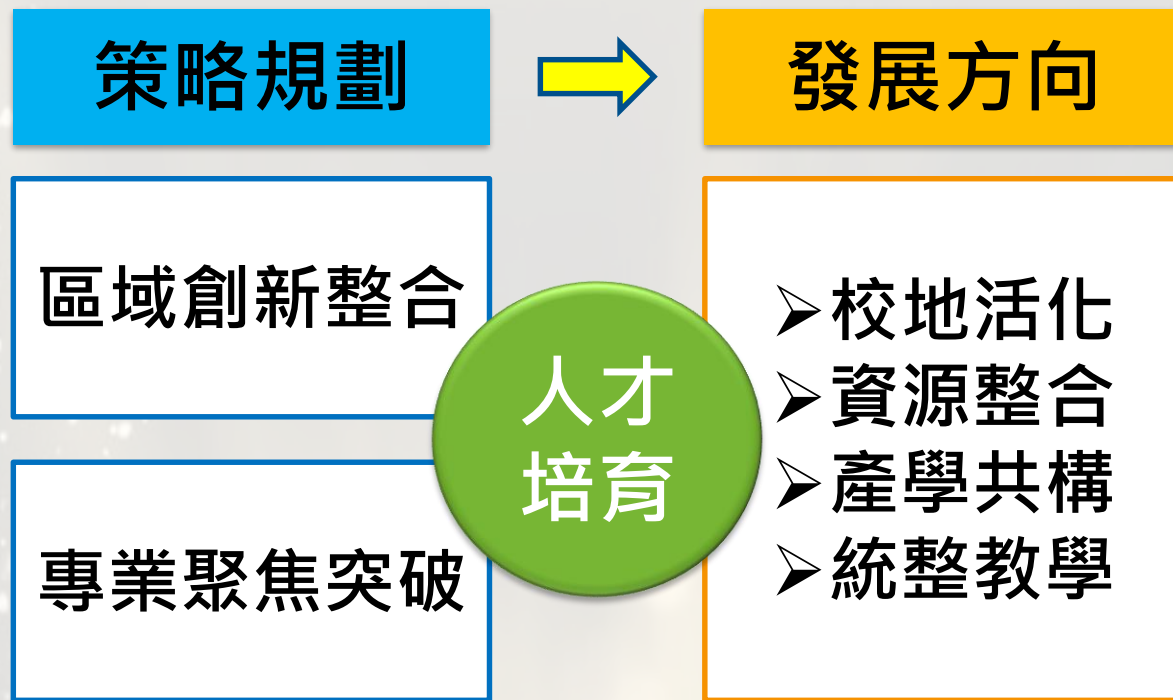 策略規劃
發展方向
區域創新整合
專業聚焦突破
人才
培育
➢校地活化
➢資源整合
➢產學共構
➢統整教學